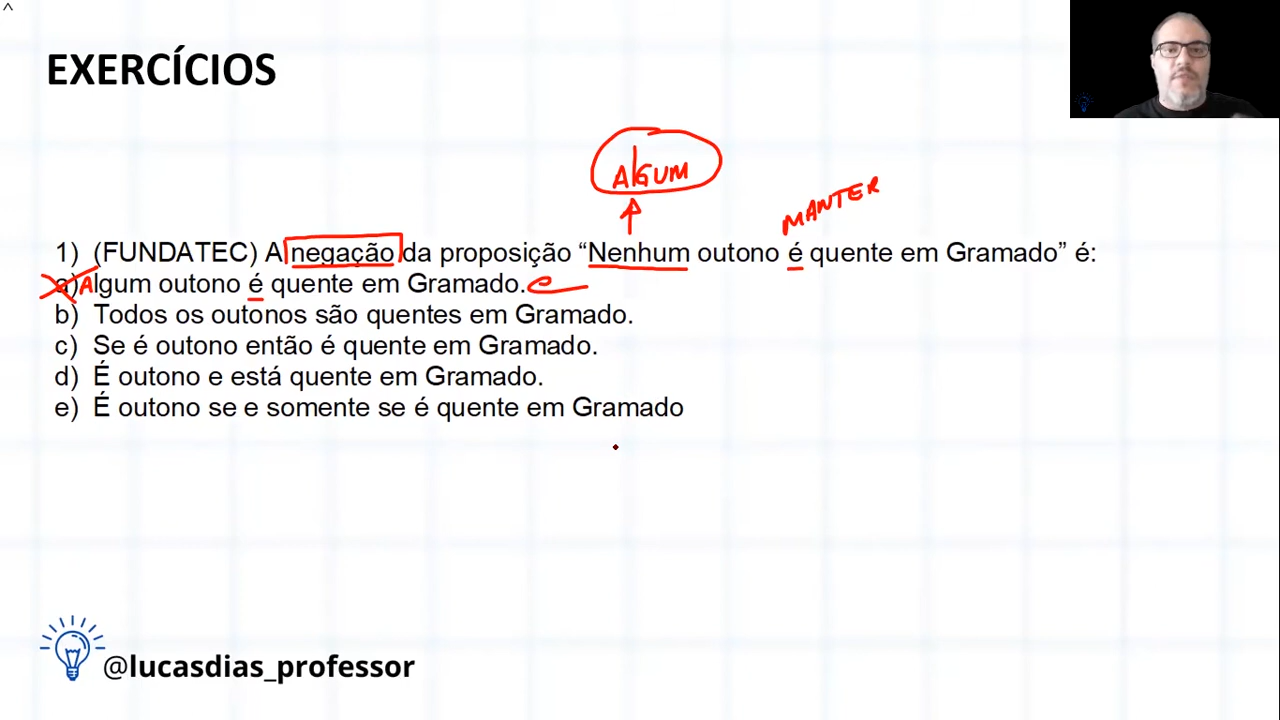 ^
EXERCÍCIOS
ALGUM
MANTER
1) (FUNDATEC) A negação da proposição “Nenhum outono é quente em Gramado” é:
a) Algum outono é quente em Gramado.
b) Todos os outonos são quentes em Gramado.
c) Se é outono então é quente em Gramado.
d) É outono e está quente em Gramado.
e) É outono se e somente se é quente em Gramado
@lucasdias_professor